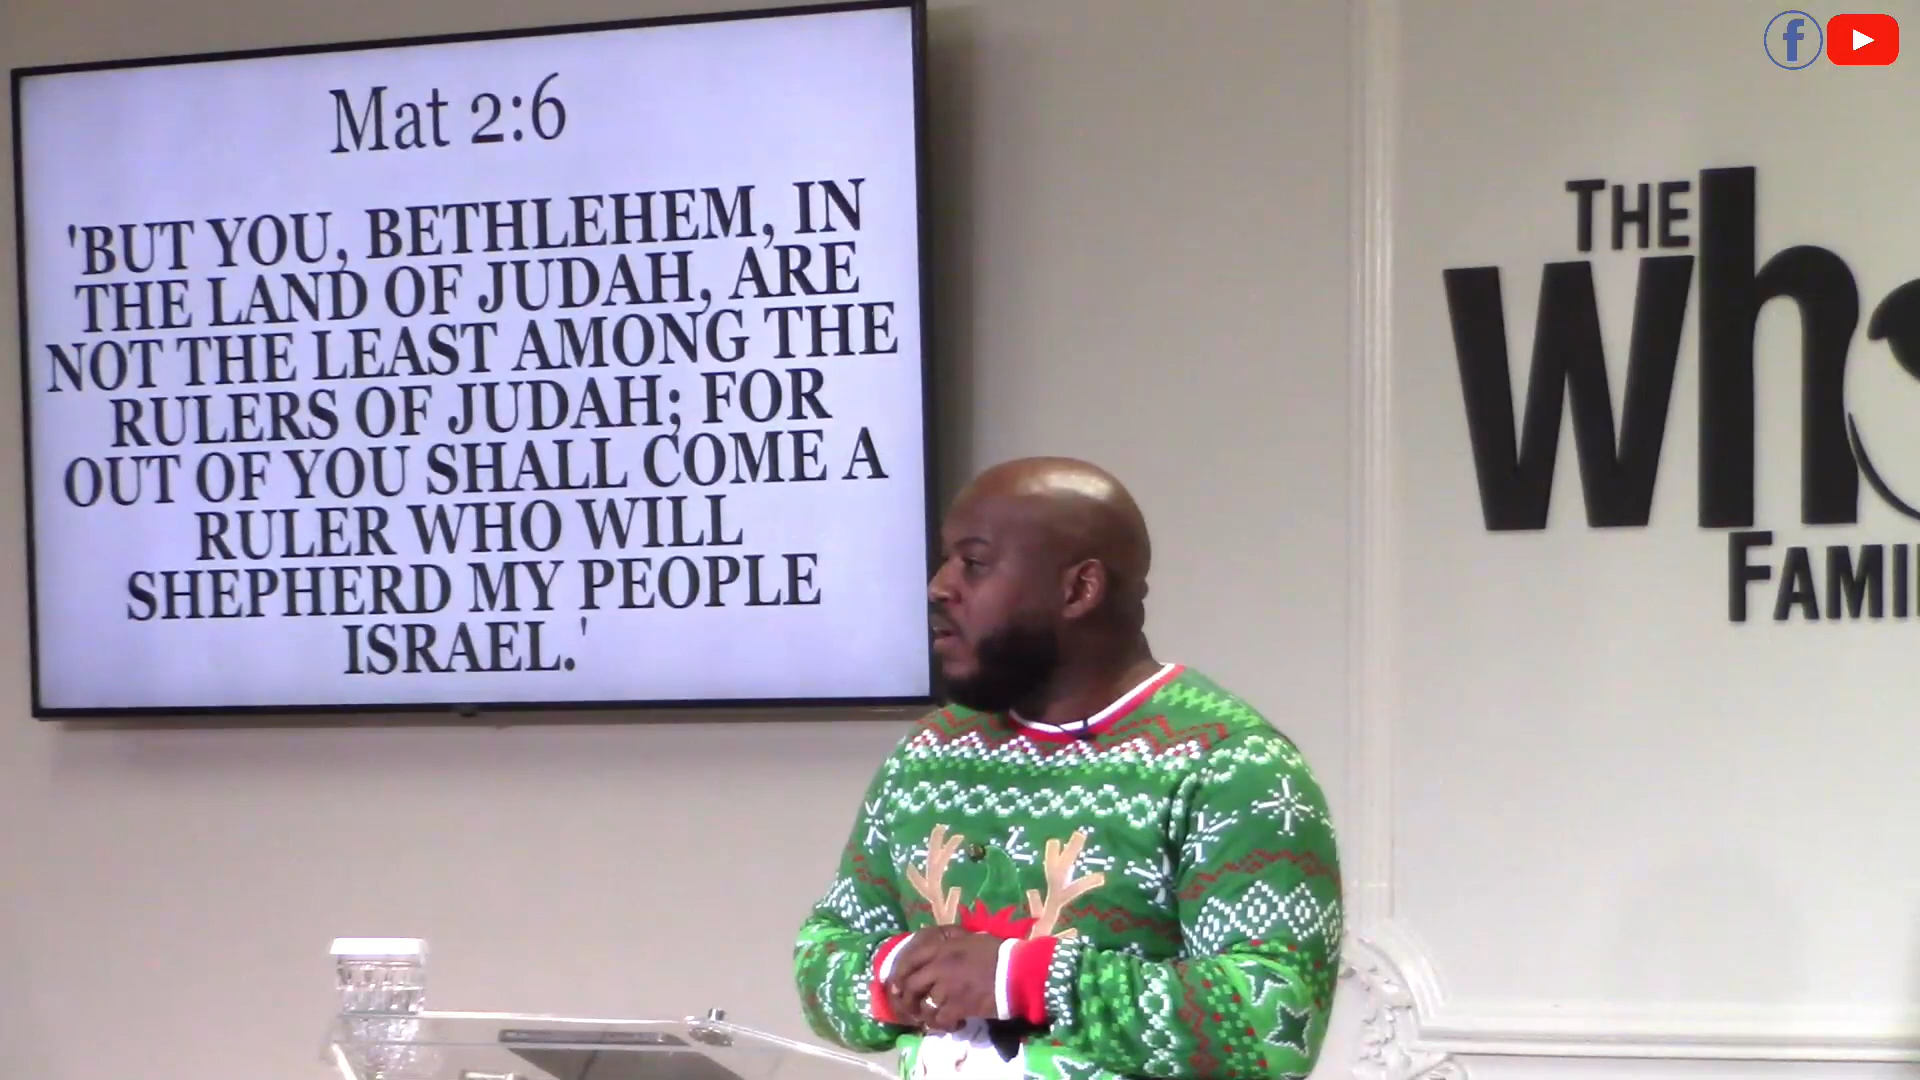 Mat 2:6
'BUT YOU, BETHLEHEM, IN
THE LAND OF JUDAH, ARE
NOT THE LEAST AMONG THE
RULERS OF JUDAH; FOR
OUT OF YOU SHALL COME A
RULER WHO WILL
SHEPHERD MY PEOPLE
ISRAEL.'
THE